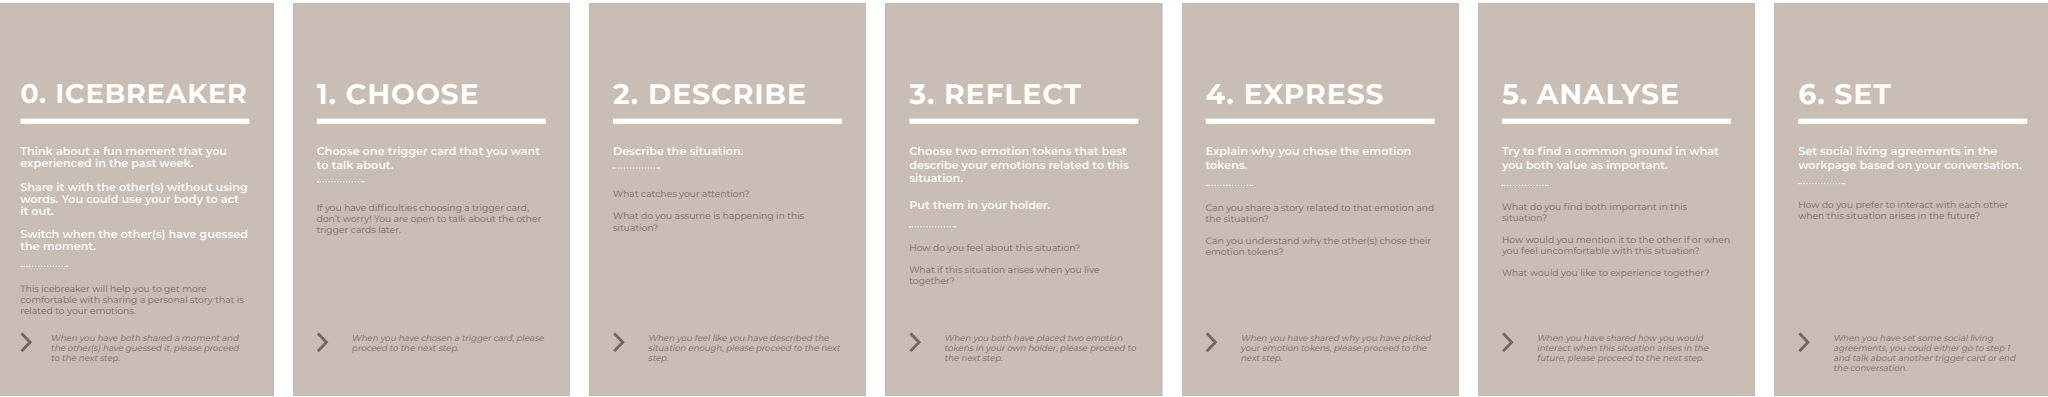 0. ICEBREAKER
Think about a fun moment that you
experienced in the past week.
Share it with the other(s) without using
words. You could use your body to act
it out.
Switch when the other(s) have guessed
the moment.
This icebreaker will help you to get more
comfortable with sharing a personal story that is
related to your emotions.
When you have both shared a moment and
the other(s) have guessed it, please proceed
to the next step.
1. CHOOSE
Choose one trigger card that you want
to talk about.
If you have difficulties choosing a trigger card,
don't worry! You are open to talk about the other
trigger cards later.
When you have chosen a trigger card, please
proceed to the next step.
2. DESCRIBE
Describe the situation.
What catches your attention?
What do you assume is happening in this
situation?
When you feel like you have described the
situation enough, please proceed to the next
step.
3. REFLECT
Choose two emotion tokens that best
describe your emotions related to this
situation.
Put them in your holder.
How do you feel about this situation?
What if this situation arises when you live
together?
When you both have placed two emotion
tokens in your own holder, please proceed to
the next step.
4. EXPRESS
Explain why you chose the emotion
tokens.
Can you share a story related to that emotion and
the situation?
Can you understand why the other(s) chose their
emotion tokens?
When you have shared why you have picked
your emotion tokens, please proceed to the
next step.
5. ANALYSE
Try to find a common ground in what
you both value as important.
What do you find both important in this
situation?
How would you mention it to the other if or when
you feel uncomfortable with this situation?
What would you like to experience together?
When you have shared how you would
interact when this situation arises in the
future, please proceed to the next step.
6. SET
Set social living agreements in the
workpage based on your conversation.
How do you prefer to interact with each other
when this situation arises in the future?
When you have set some social living
agreements, you could either go to step 1
and talk about another trigger card or end
the conversation.